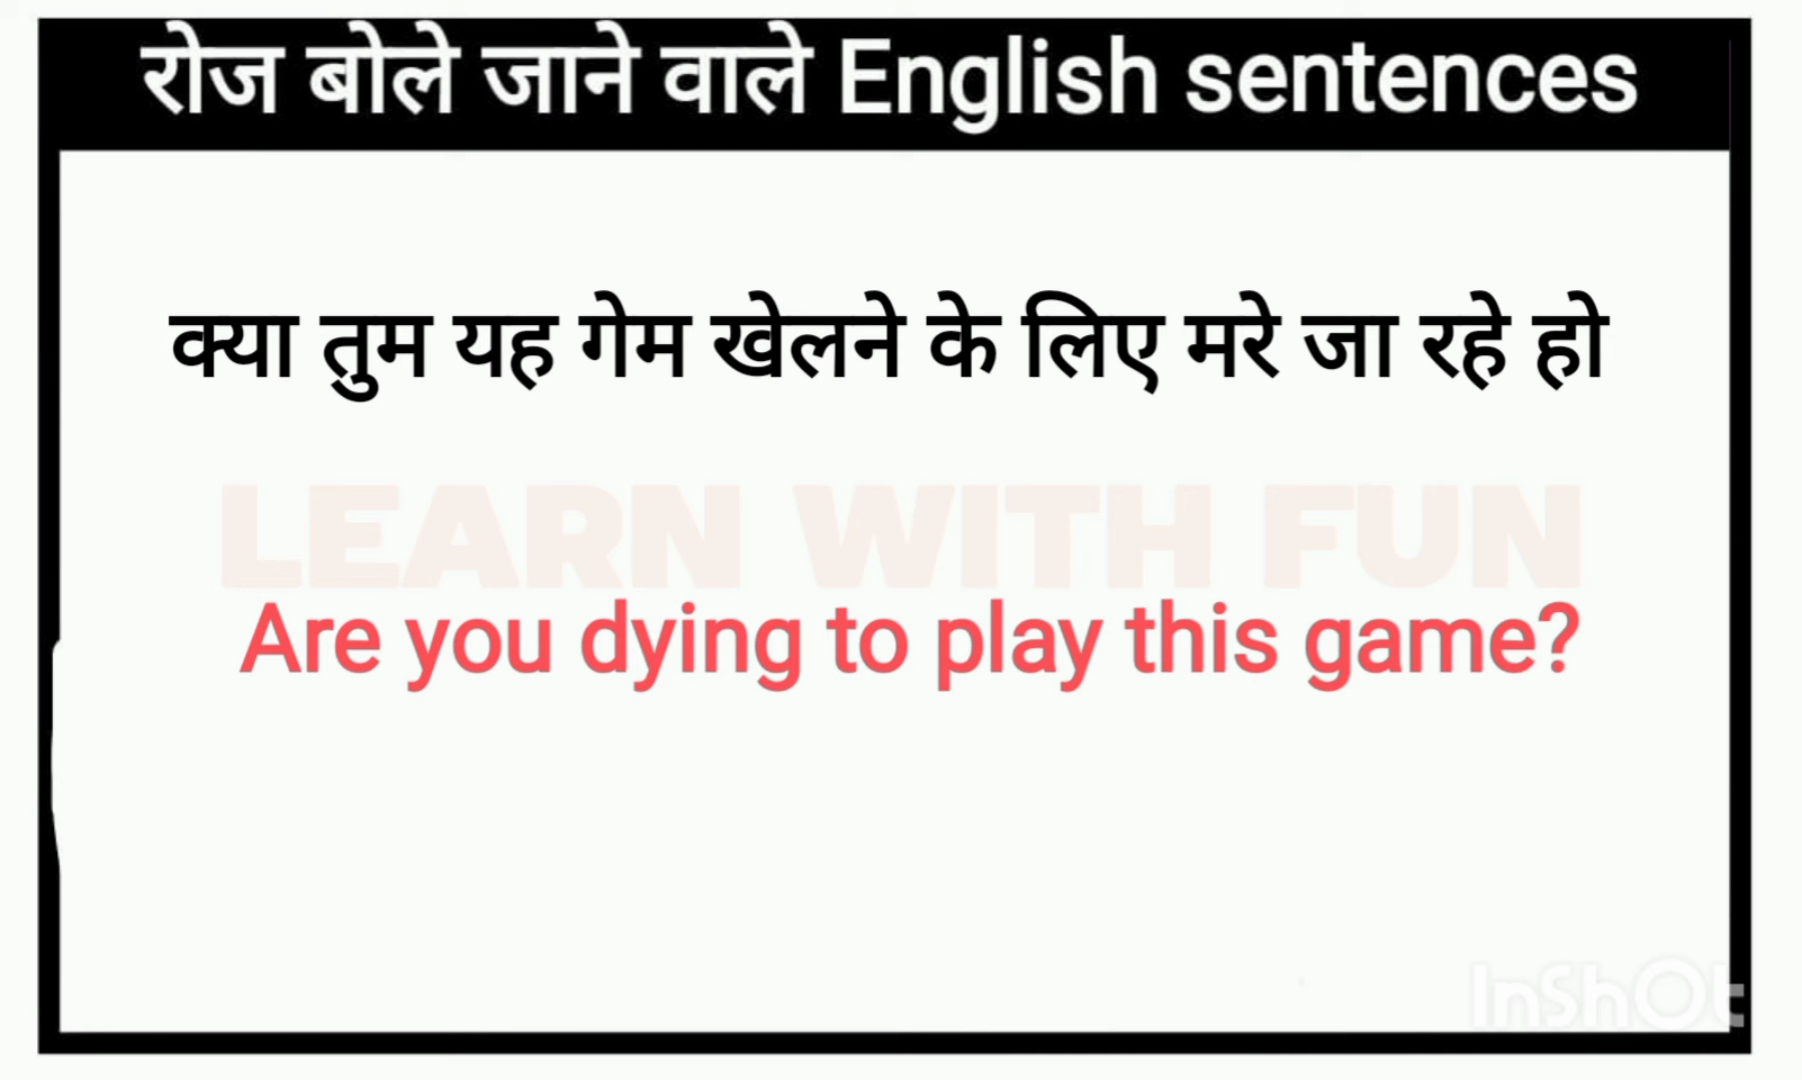 रोज बोले जाने वाले English sentences
क्या तुम यह गेम खेलने के लिए मरे जा रहे हो
LEARN WITH FUN
Are you dying to play this game?
InShOt